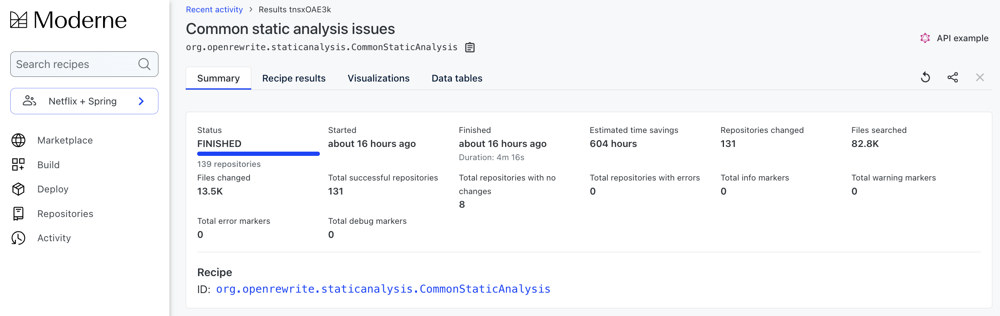 Moderne
Search recipes
Netflix + Spring
Marketplace
Build
Deploy
Repositories
Activity
Recent activity > Results tnsxOAE3k
Common static analysis issues
org.openrewrite.staticanalysis.CommonStaticAnalysis
API example
Summary Recipe results Visualizations Data tables
Status
FINISHED
139 repositories
Started
about 16 hours ago
Finished
about 16 hours ago
Duration: 4m 16s
Estimated time savings
604 hours
Repositories changed
131
Files searched
82.8K
Files changed
13.5K
Total successful repositories
131
Total repositories with no
changes
8
Total repositories with errors
0
Total info markers
0
Total warning markers
0
Total error markers
0
Total debug markers
0
Recipe
ID: org.openrewrite.staticanalysis.CommonStaticAnalysis